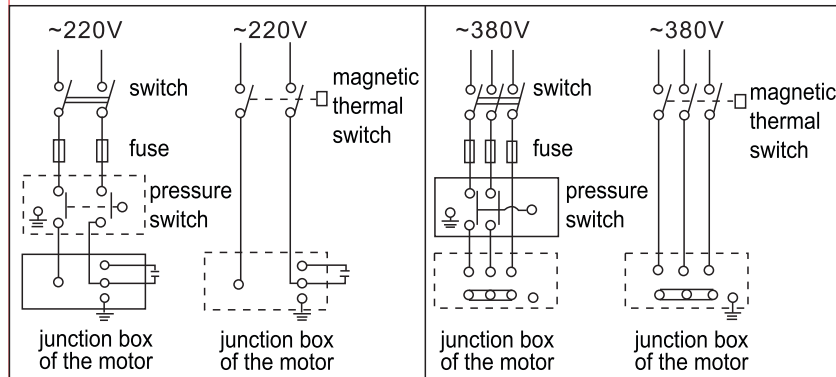 ~220V
switch
fuse
pressure
switch
junction box
of the motor
~220V
magnetic
thermal
switch
junction box
of the motor
~380V
switch
fuse
pressure
switch
junction box
of the motor
~380V
magnetic
thermal
switch
junction box
of the motor